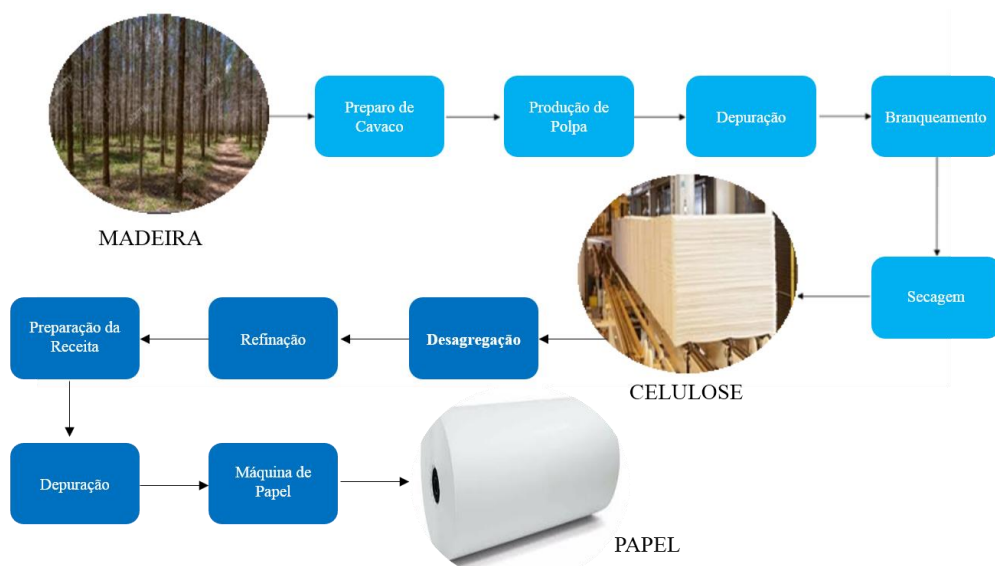 Preparo de
Cavaco
Produção de
Polpa
Depuração
Branqueamento
MADEIRA
Secagem
CELULOSE
Desagregação
Refinação
Preparação da
Receita
Depuração
Máquina de
Papel
PAPEL